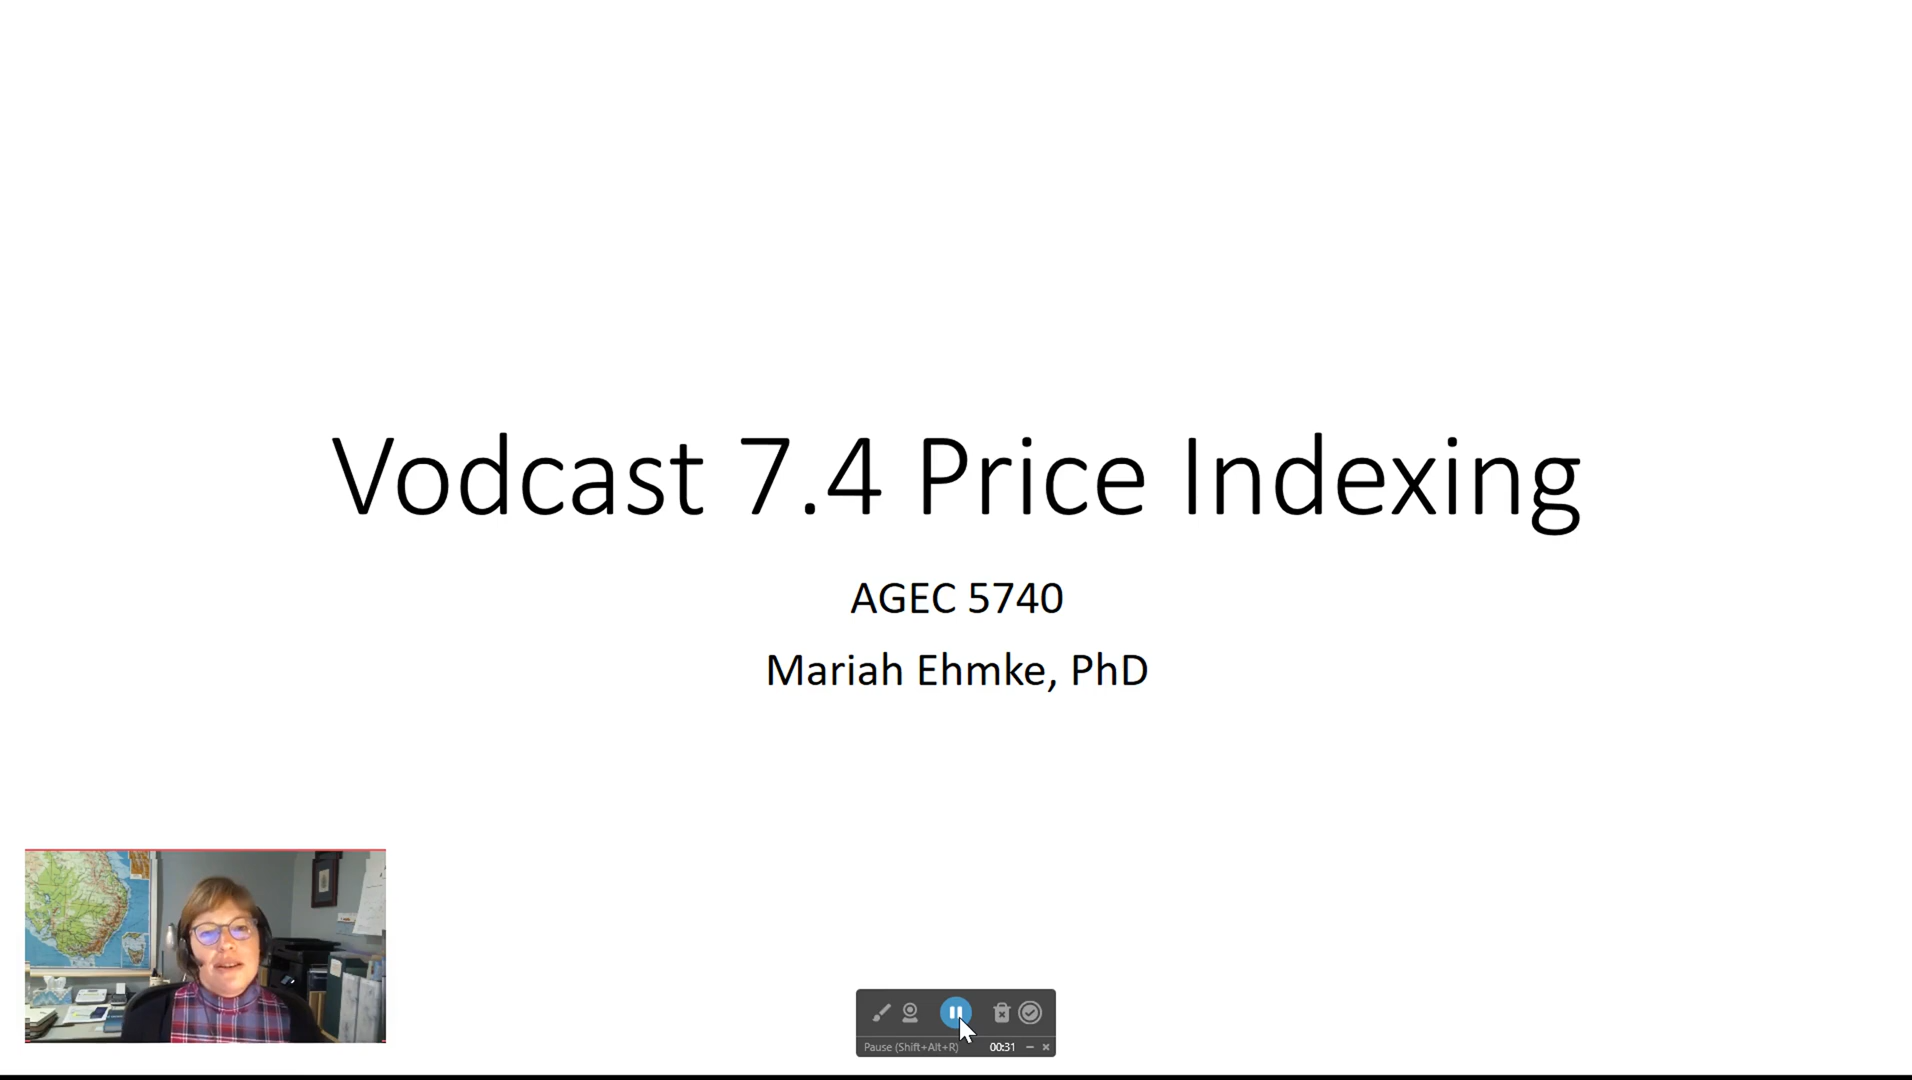 Vodcast 7.4 Price Indexing
AGEC 5740
Mariah Ehmke, PhD
Pause (Shift+Alt+R) 00:31